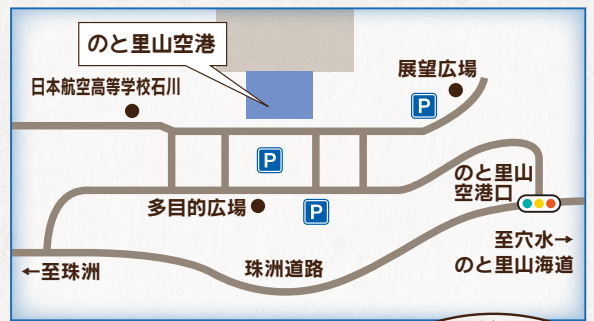 のと里山空港
日本航空高等学校石川
展望広場
P
P
のと里山
空港口
多目的広場
P
至穴水→
のと里山海道
←至珠洲
珠洲道路